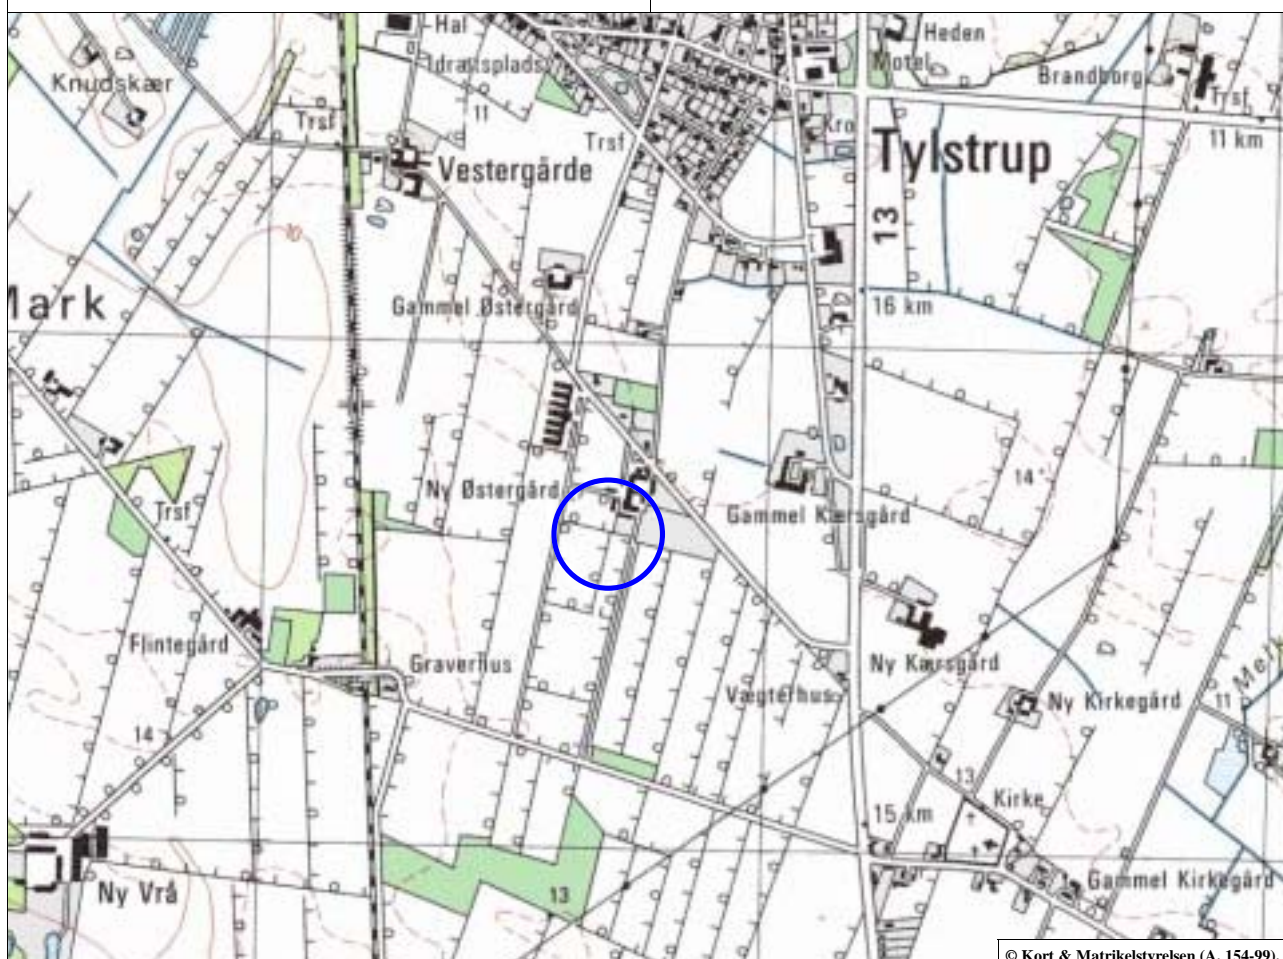 Hal
Heden
Idrætsplads
Motel
Knudskær
Brandborg
Trsf
Trsf
11
Kro
Trsf
11 km
Tylstrup
Vestergårde
13
10
Gammel Østergård
16 km
Mark
14
Ny Østergård
Trsf
Gammel Kærsgård
Flintegård
Graverhus
Ny Kærsgård
Vægterhus
Ny Kirkegård
11
14
13
Kirke
15 km
Gammel Kirkegård
Ny Vrå
13
© Kort & Matrikelstyrelsen (A. 154-99).